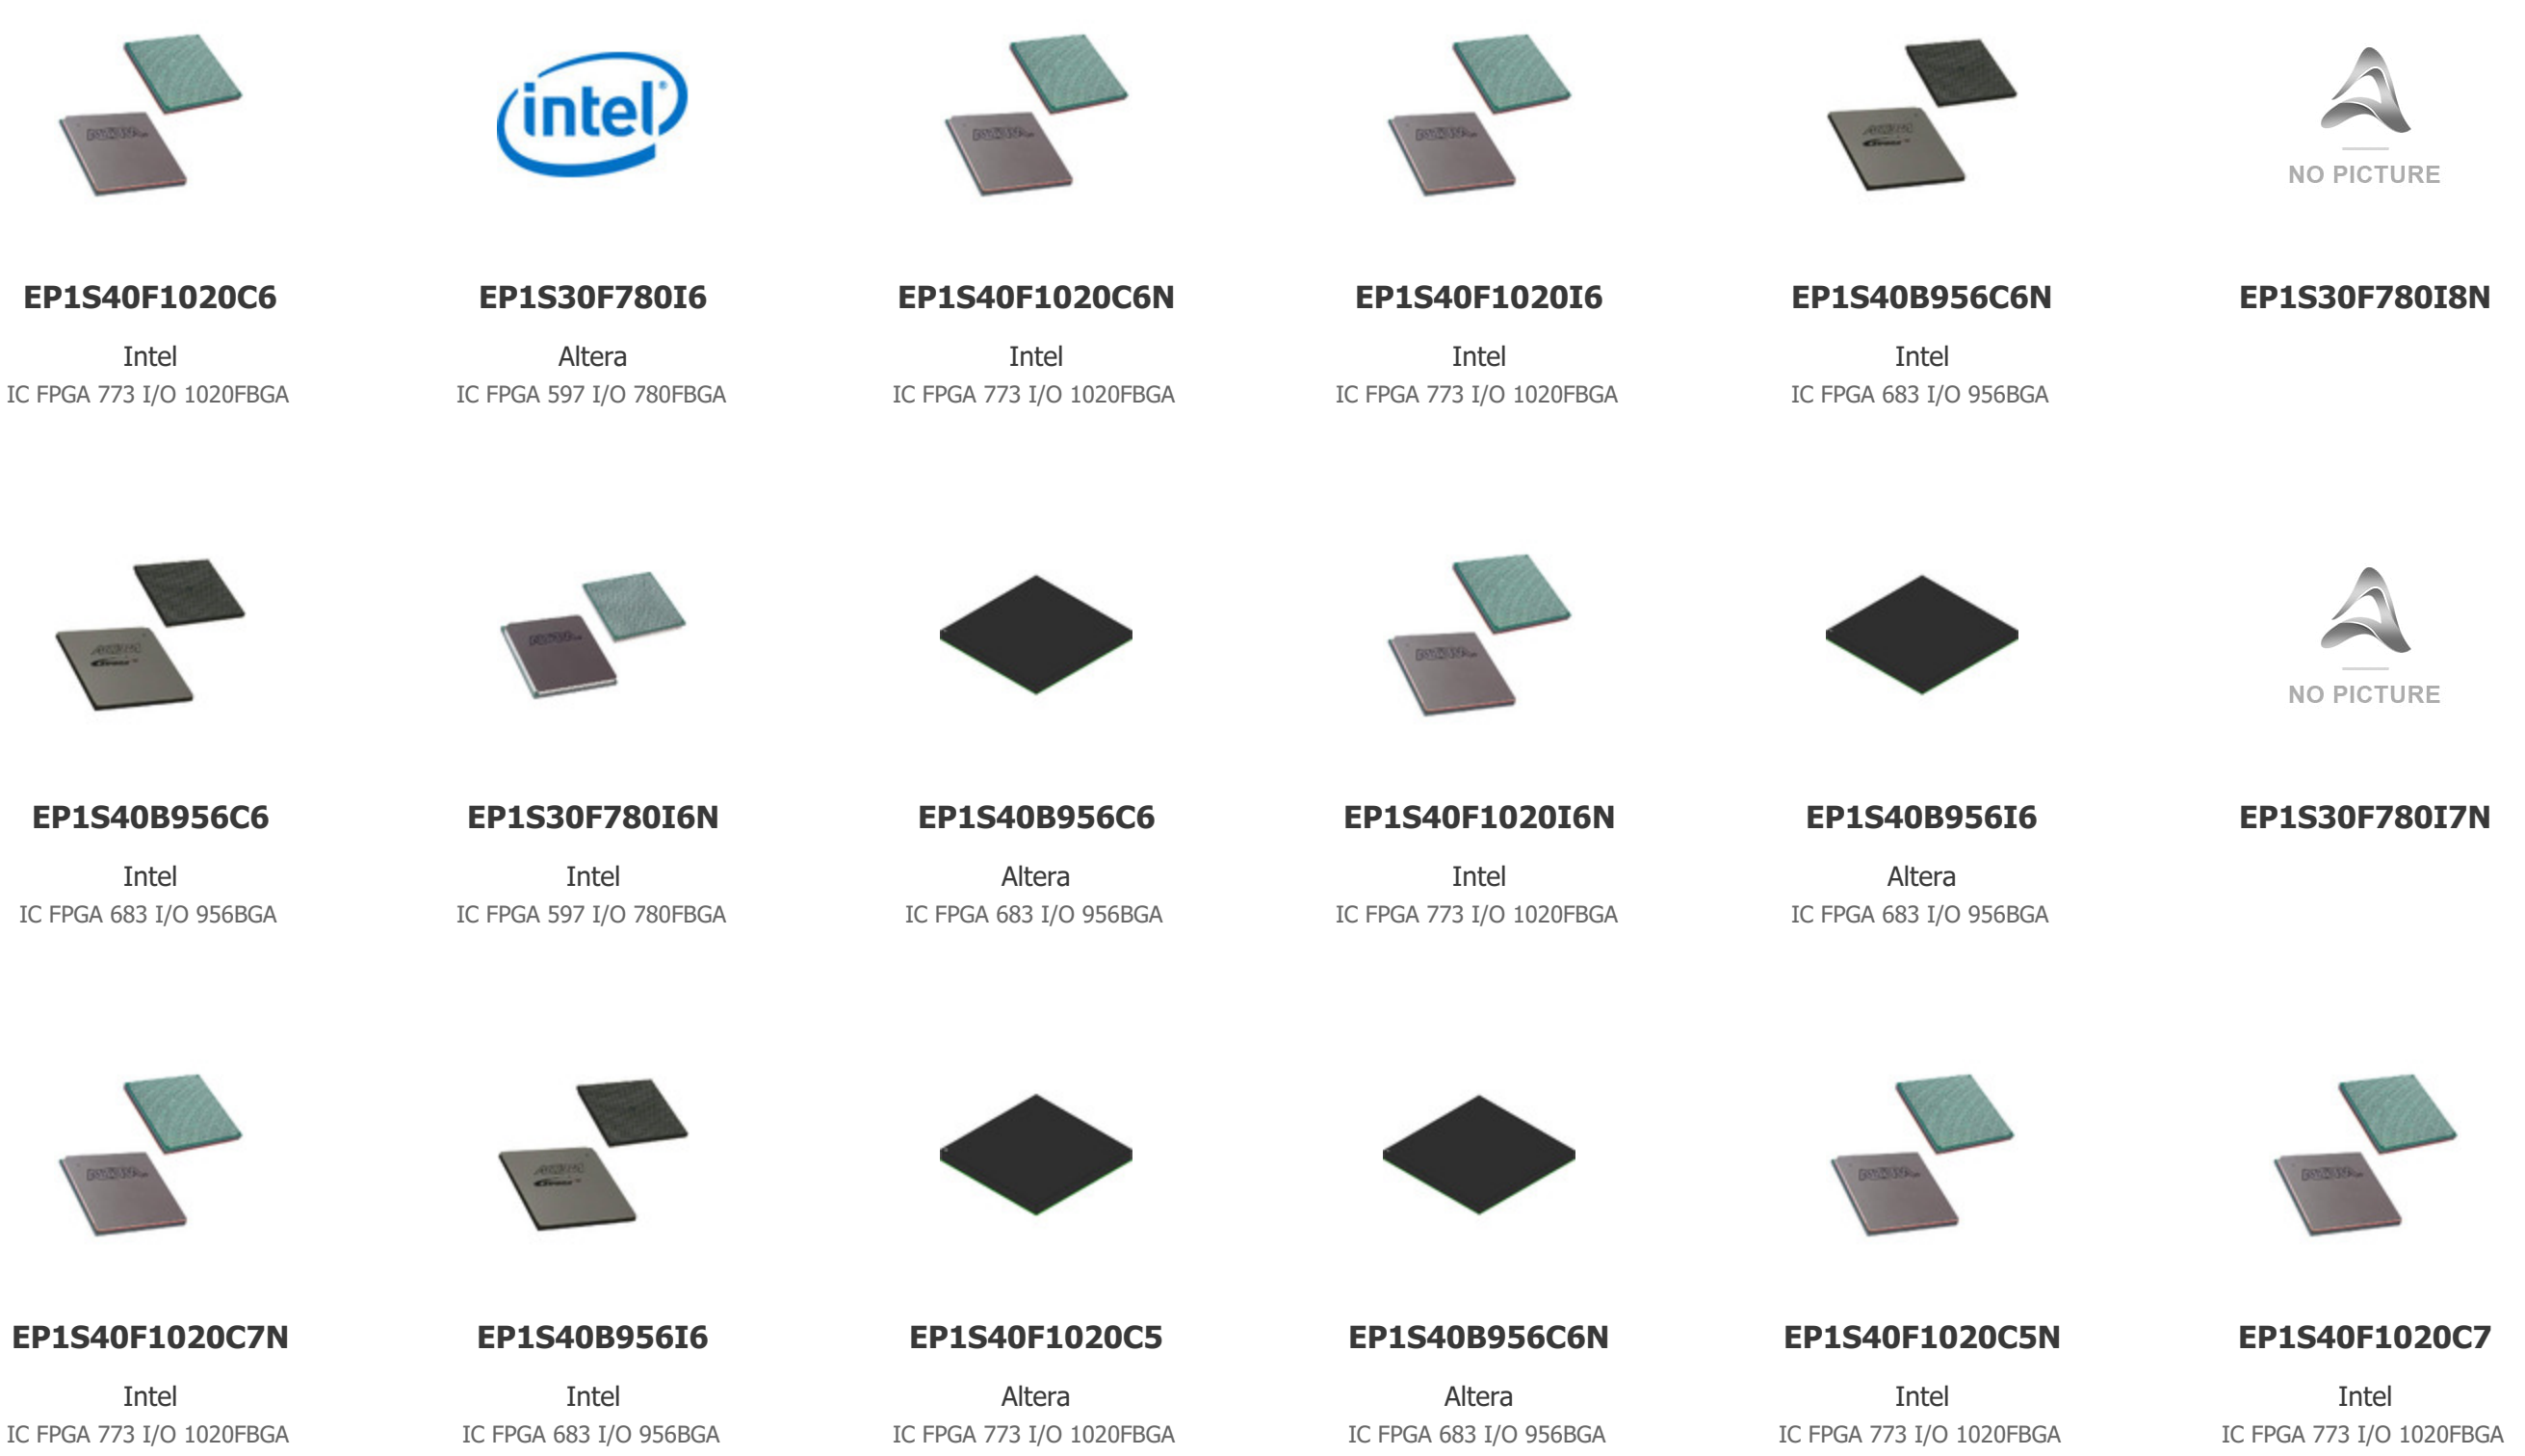 intel
NO PICTURE
EP1S40F1020C6
EP1S30F780I6
EP1S40F1020C6N
EP1S40F1020I6
EP1S40B956C6N
EP1S30F780I8N
Intel
Altera
Intel
Intel
Intel
IC FPGA 773 I/O 1020FBGA
IC FPGA 597 I/O 780FBGA
IC FPGA 773 I/O 1020FBGA
IC FPGA 773 I/O 1020FBGA
IC FPGA 683 I/O 956BGA
NO PICTURE
EP1S40B956C6
EP1S30F780I6N
EP1S40B956C6
EP1S40F1020I6N
EP1S40B956I6
EP1S30F780I7N
Intel
Intel
Altera
Intel
Altera
IC FPGA 683 I/O 956BGA
IC FPGA 597 I/O 780FBGA
IC FPGA 683 I/O 956BGA
IC FPGA 773 I/O 1020FBGA
IC FPGA 683 I/O 956BGA
EP1S40F1020C7N
EP1S40B956I6
EP1S40F1020C5
EP1S40B956C6N
EP1S40F1020C5N
EP1S40F1020C7
Intel
Intel
Altera
Altera
Intel
Intel
IC FPGA 773 I/O 1020FBGA
IC FPGA 683 I/O 956BGA
IC FPGA 773 I/O 1020FBGA
IC FPGA 683 I/O 956BGA
IC FPGA 773 I/O 1020FBGA
IC FPGA 773 I/O 1020FBGA